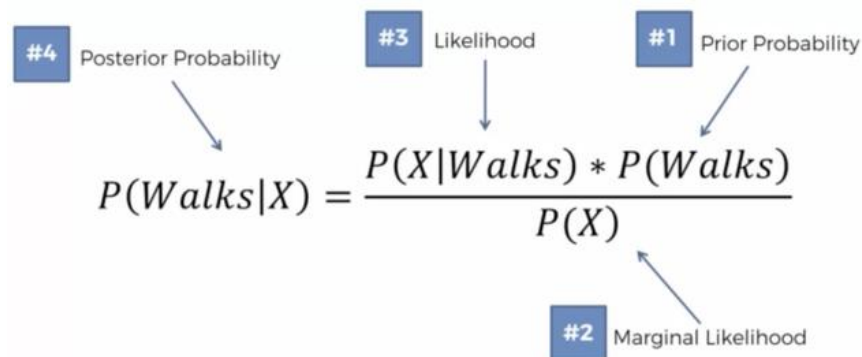 #4 Posterior Probability
#3 Likelihood
#1 Prior Probability
P(Walks|X) = P(X|Walks) * P(Walks)
P(X)
#2 Marginal Likelihood